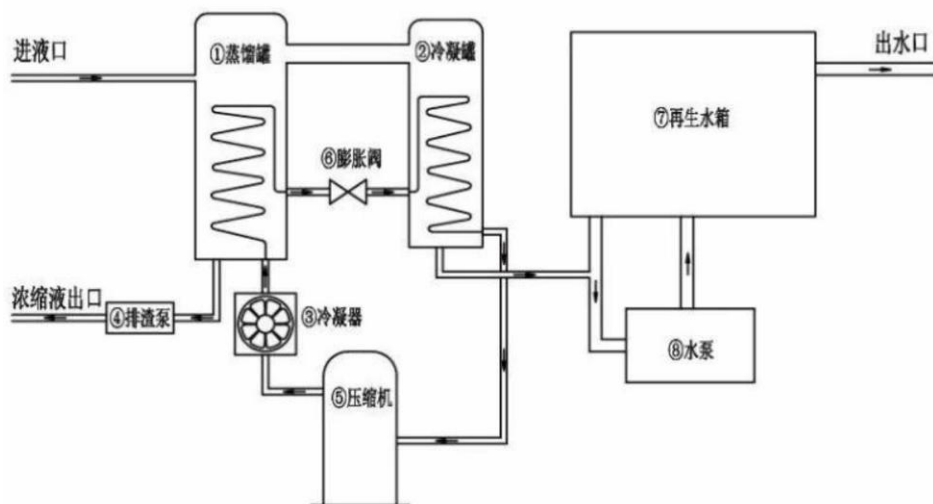 进液口
①蒸馏罐
②冷凝罐
出水口
⑦再生水箱
⑥膨胀阀
浓缩液出口
④排渣泵
③冷凝器
⑧水泵
⑤压缩机